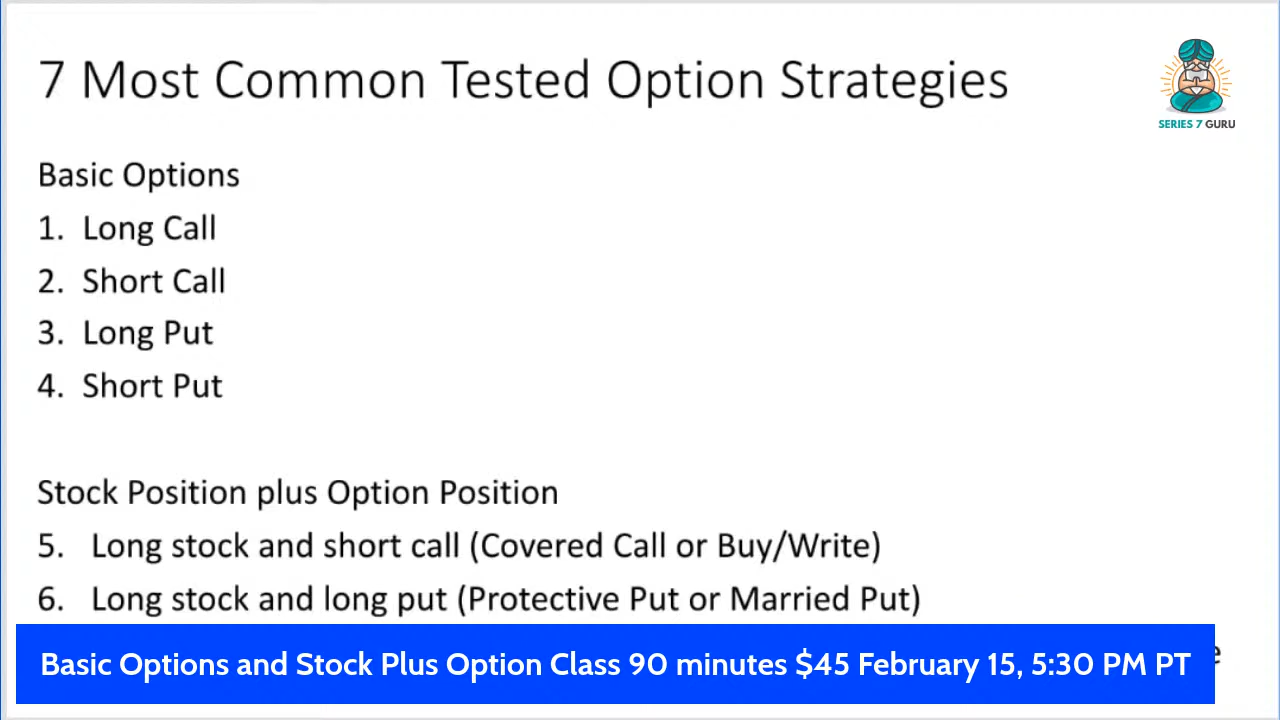 7 Most Common Tested Option Strategies
SERIES 7 GURU
Basic Options
1. Long Call
2. Short Call
3. Long Put
4. Short Put
Stock Position plus Option Position
5. Long stock and short call (Covered Call or Buy/Write)
6. Long stock and long put (Protective Put or Married Put)
Basic Options and Stock Plus Option Class 90 minutes $45 February 15, 5:30 PM PT